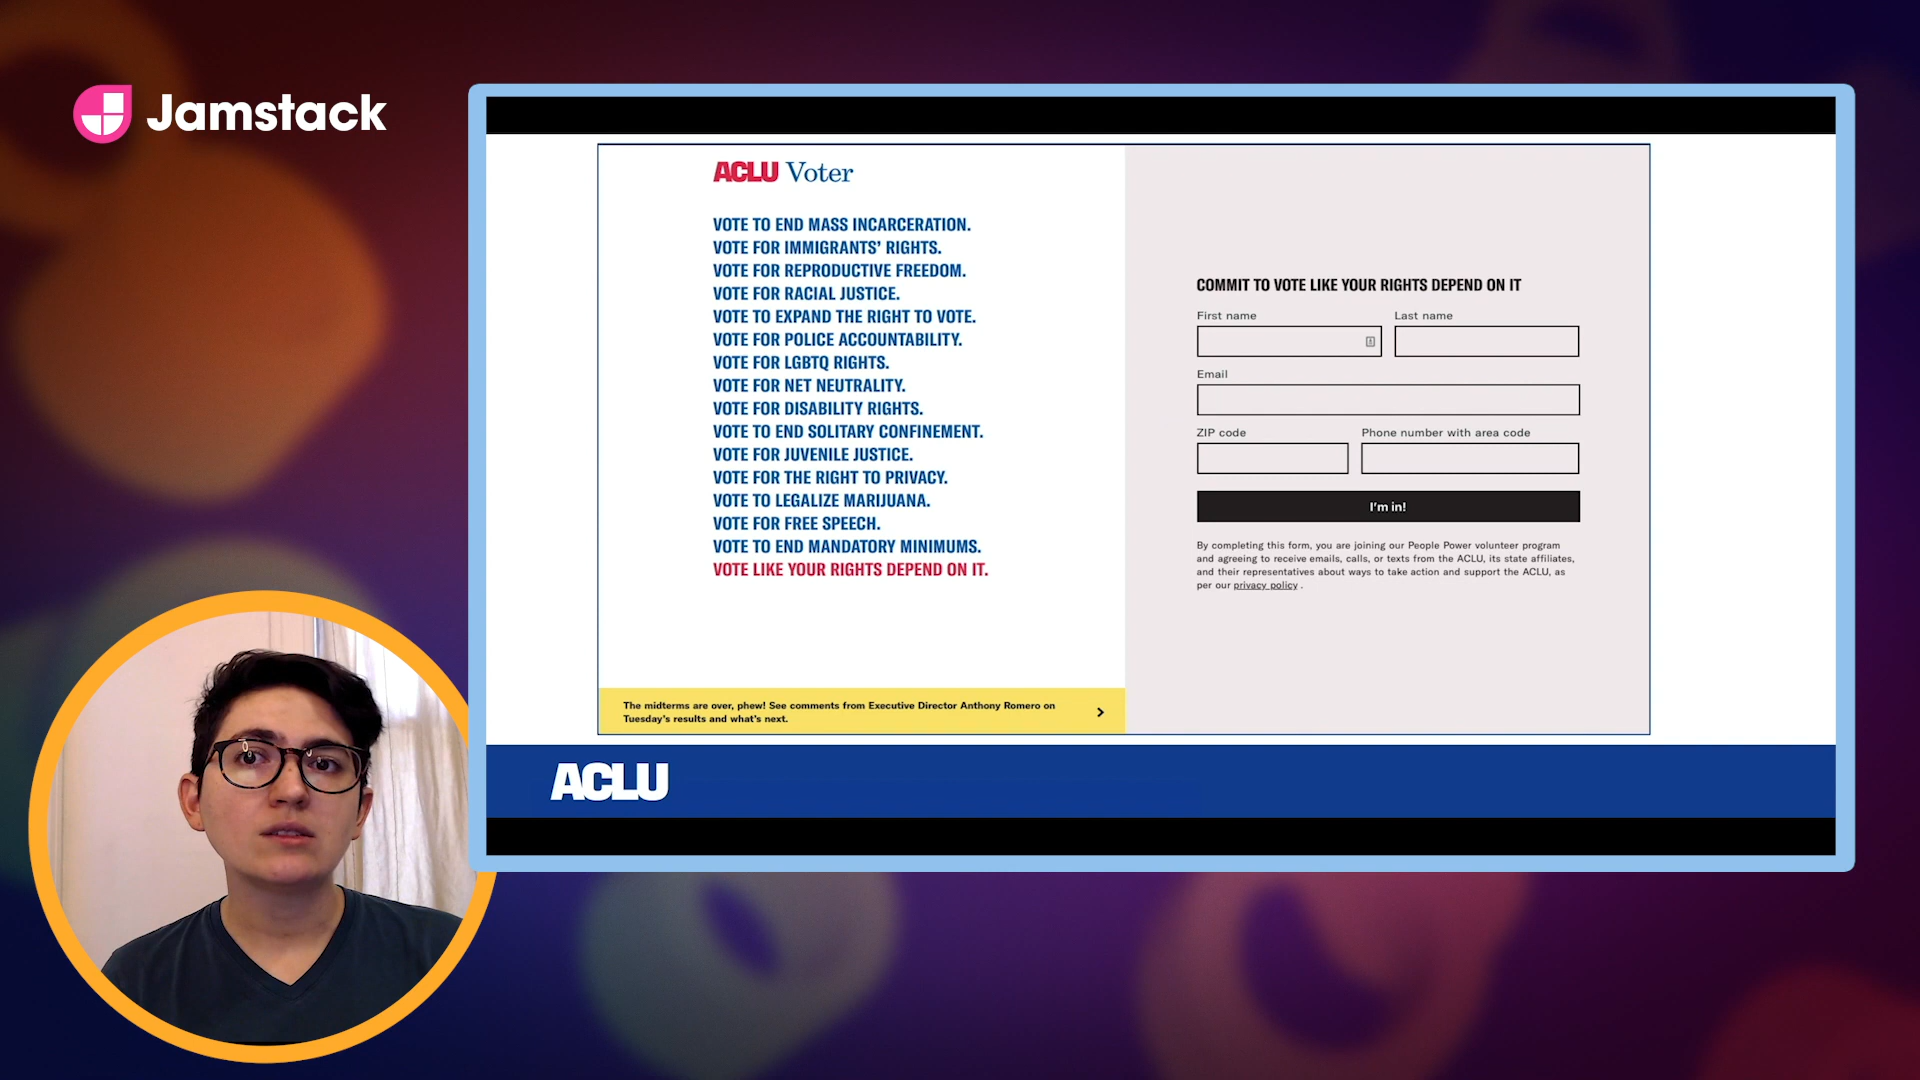 Jamstack
ACLU Voter
VOTE TO END MASS INCARCERATION.
VOTE FOR IMMIGRANTS’ RIGHTS.
VOTE FOR REPRODUCTIVE FREEDOM.
VOTE FOR RACIAL JUSTICE.
VOTE TO EXPAND THE RIGHT TO VOTE.
VOTE FOR POLICE ACCOUNTABILITY.
VOTE FOR LGBTQ RIGHTS.
VOTE FOR NET NEUTRALITY.
VOTE FOR DISABILITY RIGHTS.
VOTE TO END SOLITARY CONFINEMENT.
VOTE FOR JUVENILE JUSTICE.
VOTE FOR THE RIGHT TO PRIVACY.
VOTE TO LEGALIZE MARIJUANA.
VOTE FOR FREE SPEECH.
VOTE TO END MANDATORY MINIMUMS.
VOTE LIKE YOUR RIGHTS DEPEND ON IT.
The midterms are over, phew! See comments from Executive Director Anthony Romero on
Tuesday's results and what's next.
COMMIT TO VOTE LIKE YOUR RIGHTS DEPEND ON IT
First name
Last name
Email
ZIP code
Phone number with area code
I'm in!
By completing this form, you are joining our People Power volunteer program
and agreeing to receive emails, calls, or texts from the ACLU, its state affiliates,
and their representatives about ways to take action and support the ACLU, as
per our privacy policy .
ACLU